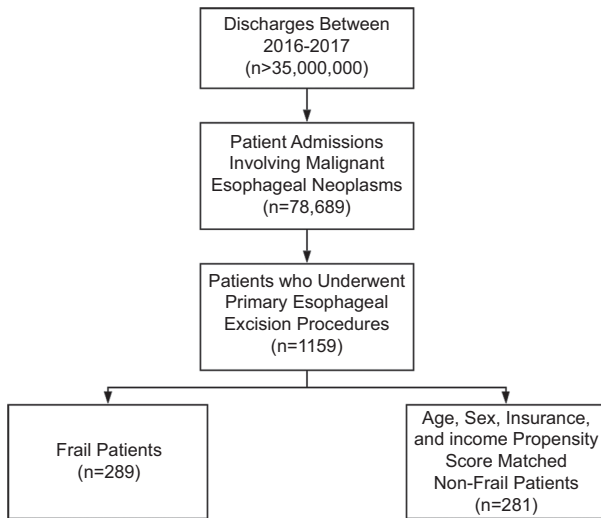 Discharges Between
2016-2017
(n>35,000,000)
Patient Admissions
Involving Malignant
Esophageal Neoplasms
(n=78,689)
Patients who Underwent
Primary Esophageal
Excision Procedures
(n=1159)
Frail Patients
(n=289)
Age, Sex, Insurance,
and income Propensity
Score Matched
Non-Frail Patients
(n=281)